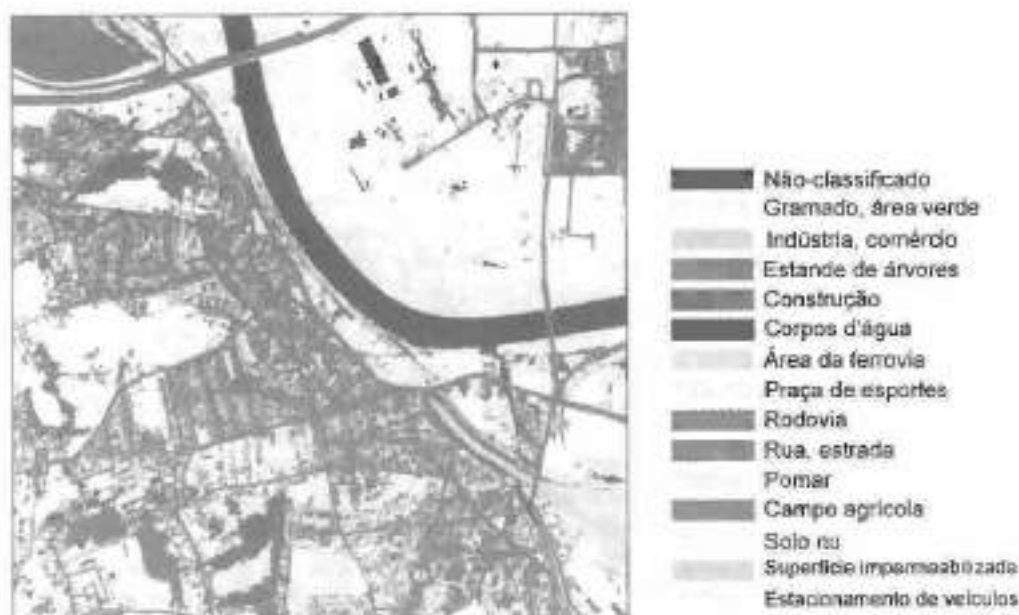 Não-classificado
Gramado, área verde
Indústria, comércio
Estande de árvores
Construção
Corpos d'água
Área da ferrovia
Praça de esportes
Rodovia
Rua, estrada
Pomar
Campo agrícola
Solo nu
Superfície impermeabilizada
Estacionamento de veículos